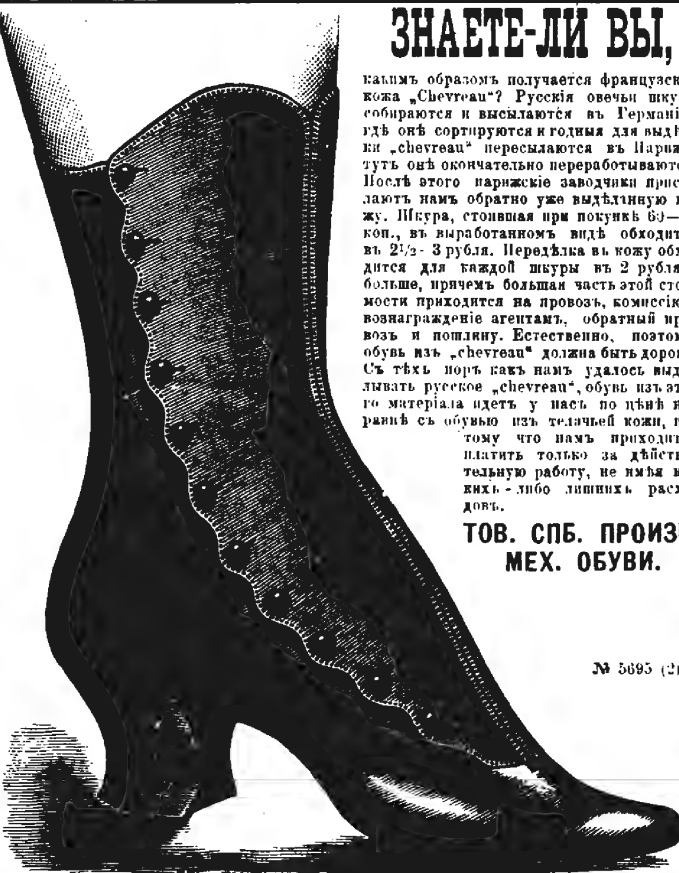 ЗНАЕТЕ-ЛИ ВЫ,
какимъ образомъ получается французск
кожа „Chevreau“? Русскія овечьи шку
собираются и высылаются въ Германі
гдѣ онѣ сортируются и годныя для выдѣ
ки „chevreau“ пересылаются въ Париж
тутъ онѣ окончательно переработывают
Послѣ этого парижскіе заводчики прис
лаютъ намъ обратно уже выдѣланную к
жу. Шкура, стоившая при покупкѣ 60—
коп., въ выработанномъ видѣ обходит
въ 2½ - 3 рубля. Передѣлка въ кожу обх
дится для каждой шкуры въ 2 рубля
больше, причемъ большая часть этой сто
мости приходится на провозъ, комиссію
вознагражденіе агентамъ, обратный пр
возъ и пошлину. Естественно, поэтом
обувь изъ „chevreau“ должна быть дорог
Съ тѣхъ поръ какъ намъ удалось выд
лывать русское „chevreau“, обувь изъ эт
го матеріала идетъ у насъ по цѣнѣ н
равнѣ съ обувью изъ телячьей кожи, п
тому что намъ приходит
платить только за дѣйств
тельную работу, не имѣя н
кихъ-либо лишнихъ расх
довъ.
ТОВ. СПБ. ПРОИЗ
МЕХ. ОБУВИ.
№ 5695 (2